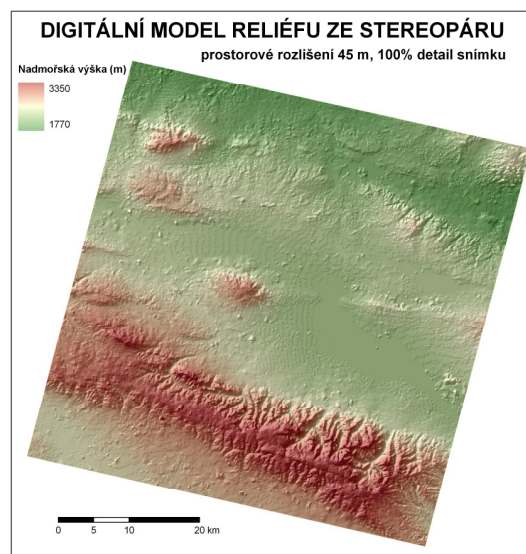 DIGITÁLNÍ MODEL RELIÉFU ZE STEREOPÁRU
prostorové rozlišení 45 m, 100% detail snímku
Nadmořská výška (m)
3350
1770
0 5 10 20 km